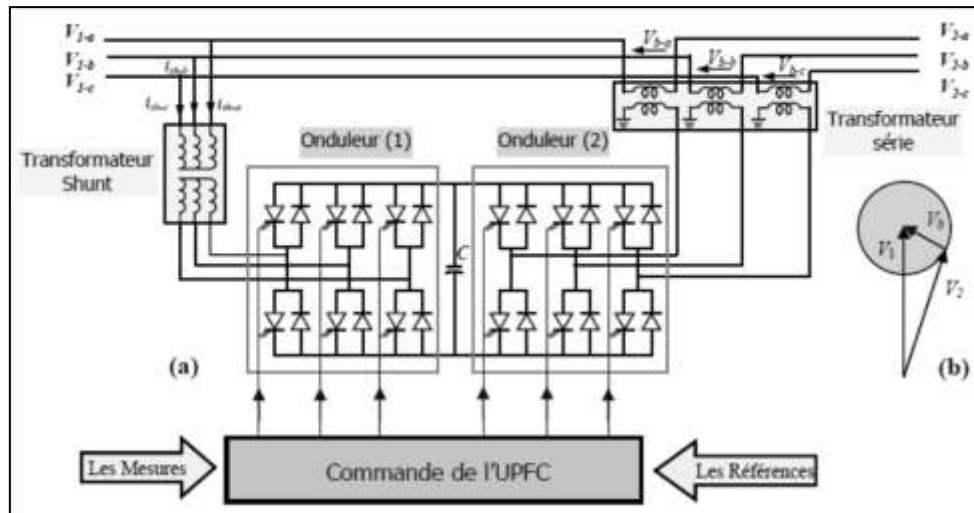 V1-a
V1-b
V1-c
Vb-a
Vb-b
Vb-c
V2-a
V2-b
V2-c
Transformateur
Shunt
Onduleur (1)
Onduleur (2)
Transformateur
série
C
V1
Vb
V2
(a)
(b)
Les Mesures
Commande de l'UPFC
Les Références